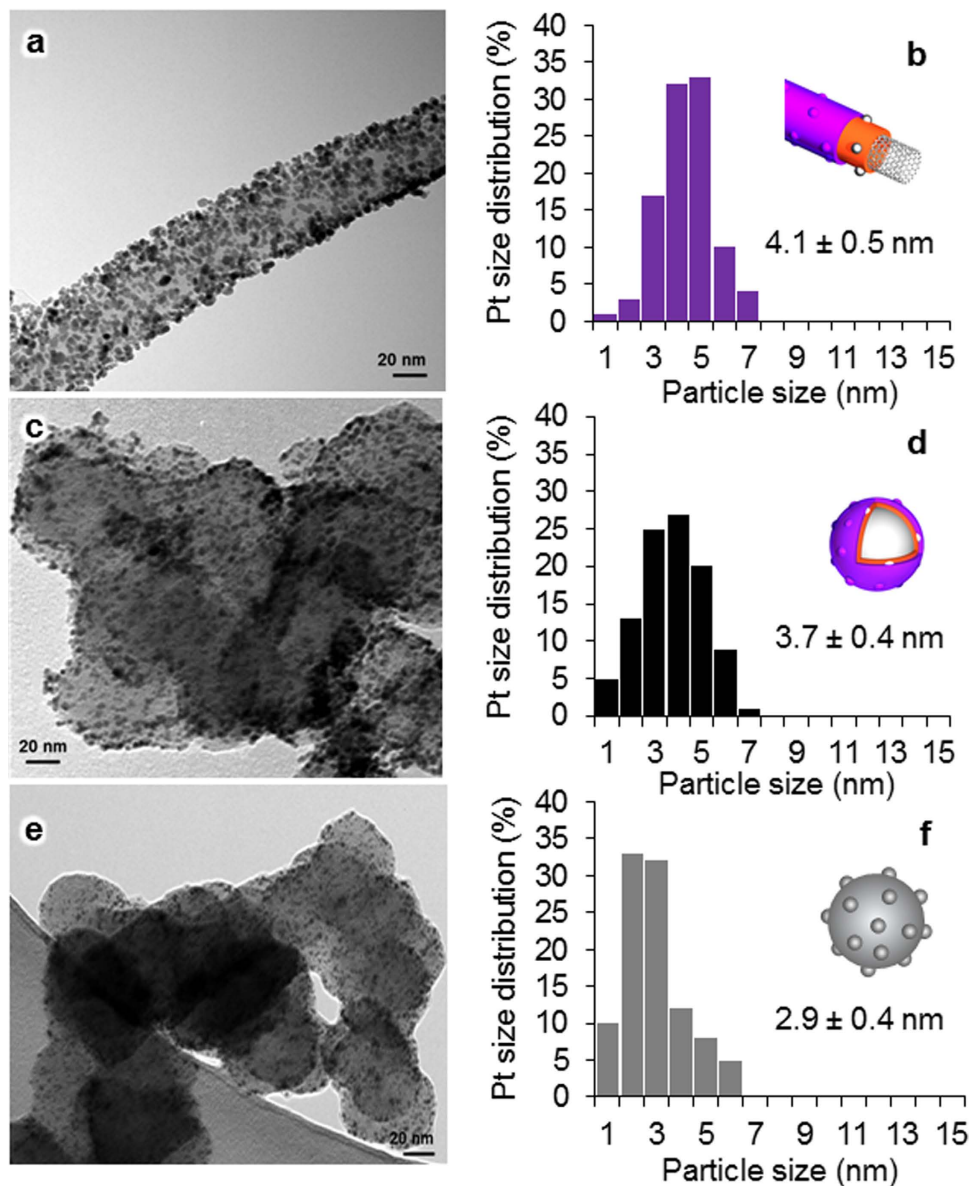 a
20 nm
b
Pt size distribution (%)
40
35
30
25
20
15
10
5
0
4.1 ± 0.5 nm
1 3 5 7 9 11 13 15
Particle size (nm)
c
20 nm
d
Pt size distribution (%)
40
35
30
25
20
15
10
5
0
3.7 ± 0.4 nm
1 3 5 7 9 11 13 15
Particle size (nm)
e
20 nm
f
Pt size distribution (%)
40
35
30
25
20
15
10
5
0
2.9 ± 0.4 nm
1 3 5 7 9 11 13 15
Particle size (nm)